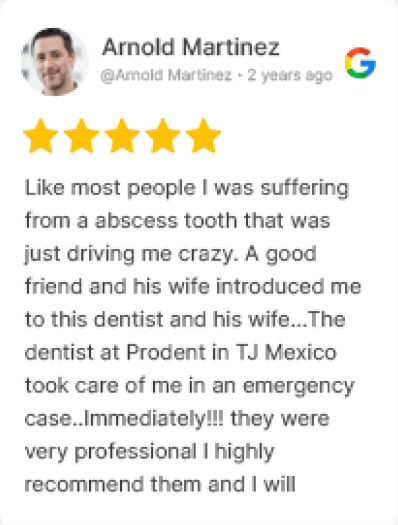 Arnold Martinez
@Arnold Martinez • 2 years ago
Like most people I was suffering
from a abscess tooth that was
just driving me crazy. A good
friend and his wife introduced me
to this dentist and his wife...The
dentist at Prodent in TJ Mexico
took care of me in an emergency
case..Immediately!!! they were
very professional I highly
recommend them and I will